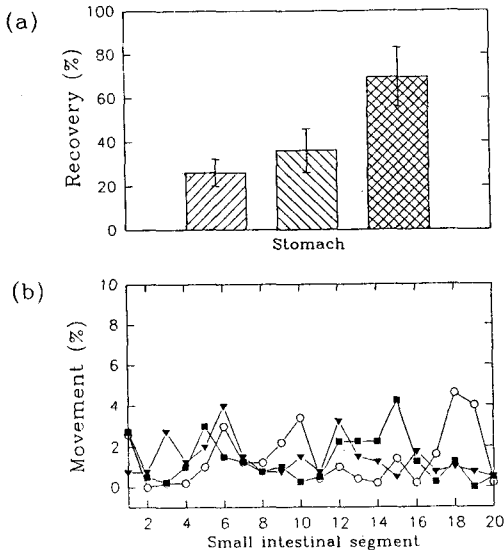 (a)
Recovery (%)
100
80
60
40
20
0
Stomach
(b)
Movement (%)
10
8
6
4
2
0
2 4 6 8 10 12 14 16 18 20
Small intestinal segment